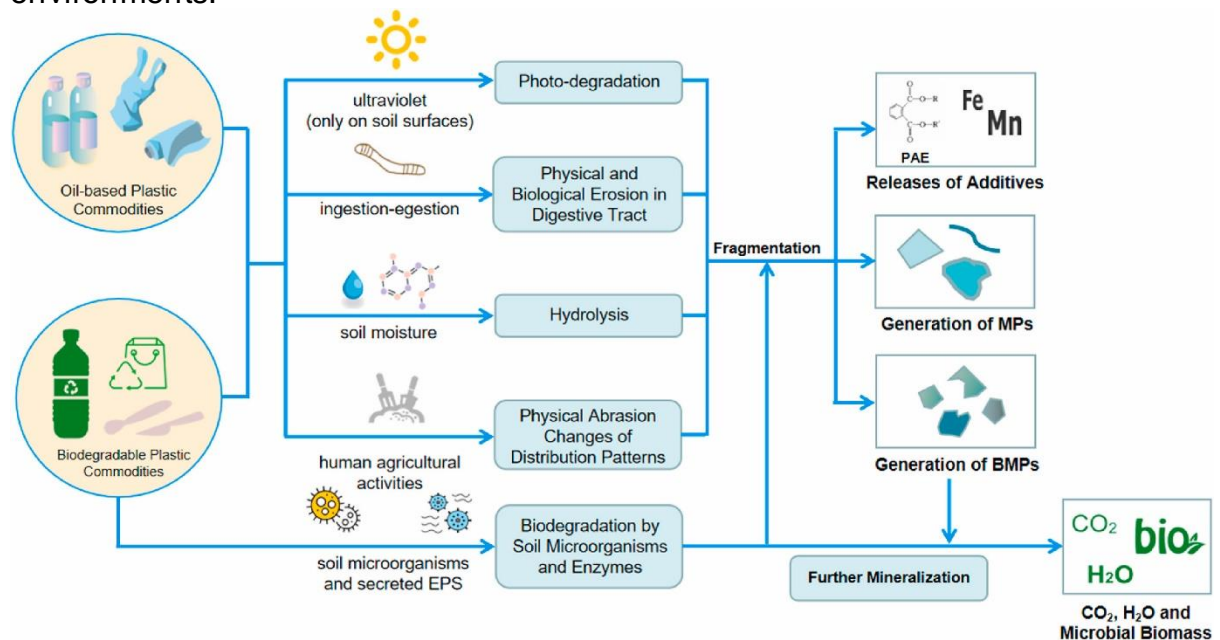 environments.
Oil-based Plastic
Commodities
Biodegradable Plastic
Commodities
ultraviolet
(only on soil surfaces)
Photo-degradation
ingestion-egestion
Physical and
Biological Erosion in
Digestive Tract
soil moisture
Hydrolysis
human agricultural
activities
Physical Abrasion
Changes of
Distribution Patterns
soil microorganisms
and secreted EPS
Biodegradation by
Soil Microorganisms
and Enzymes
Fragmentation
O
C—O—R
C—O—R'
O
PAE
Fe
Mn
Releases of Additives
Generation of MPs
Generation of BMPs
Further Mineralization
CO₂
bio
H₂O
CO₂, H₂O and
Microbial Biomass